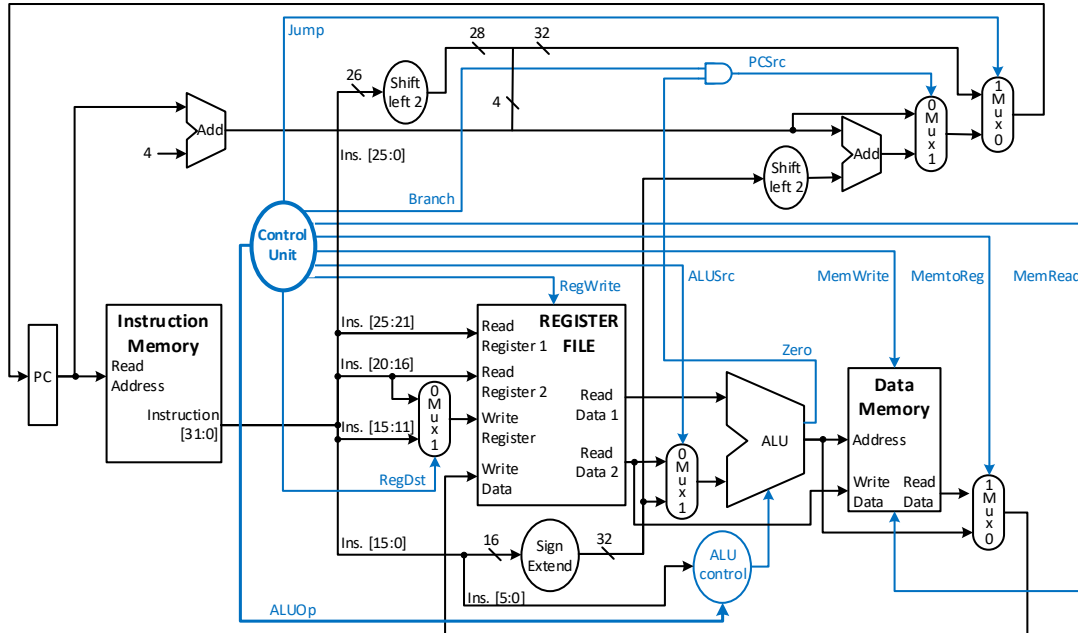 Jump
28
32
26
Shift
left 2
PCSrc
1
M
u
x
0
0
M
u
x
1
4
Add
4
Ins. [25:0]
Add
Shift
left 2
Branch
Control
Unit
RegWrite
ALUSrc
MemWrite
MemtoReg
MemRead
Instruction
Memory
Read
Address
Instruction
[31:0]
PC
Ins. [25:21]
Ins. [20:16]
Ins. [15:11]
0
M
u
x
1
RegDst
REGISTER
FILE
Read
Register 1
Read
Register 2
Write
Register
Write
Data
Read
Data 1
Read
Data 2
0
M
u
x
1
Zero
ALU
Data
Memory
Address
Write
Data
Read
Data
1
M
u
x
0
Ins. [15:0]
16
Sign
Extend
32
ALU
control
Ins. [5:0]
ALUOp